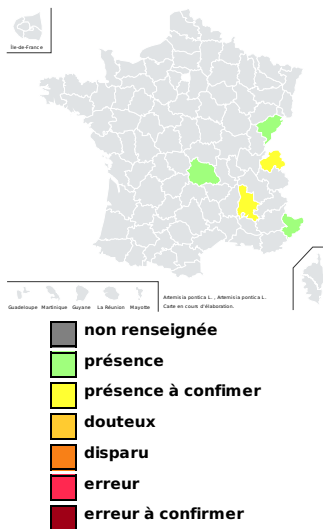 Île-de-France
Guadeloupe Martinique Guyane La Réunion Mayotte
Artemisia pontica L. , Artemisia pontica L.
Carte en cours d'élaboration.
non renseignée
présence
présence à confimer
douteux
disparu
erreur
erreur à confirmer